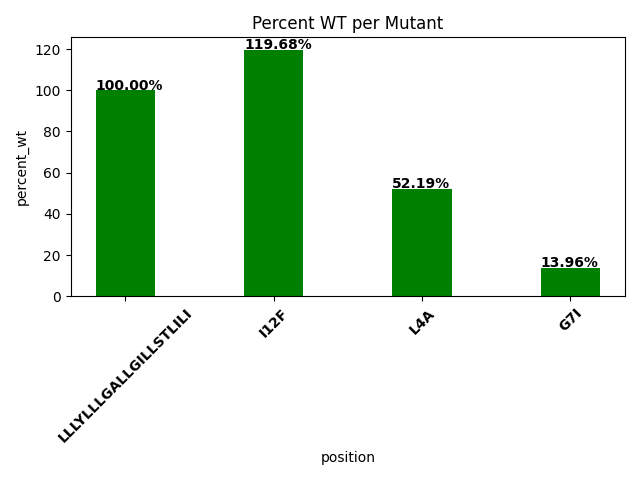 Percent WT per Mutant
percent_wt
120
100
80
60
40
20
0
100.00%
119.68%
52.19%
13.96%
LLLYLLLGALLGILLSTLILI
I12F
L4A
G7I
position